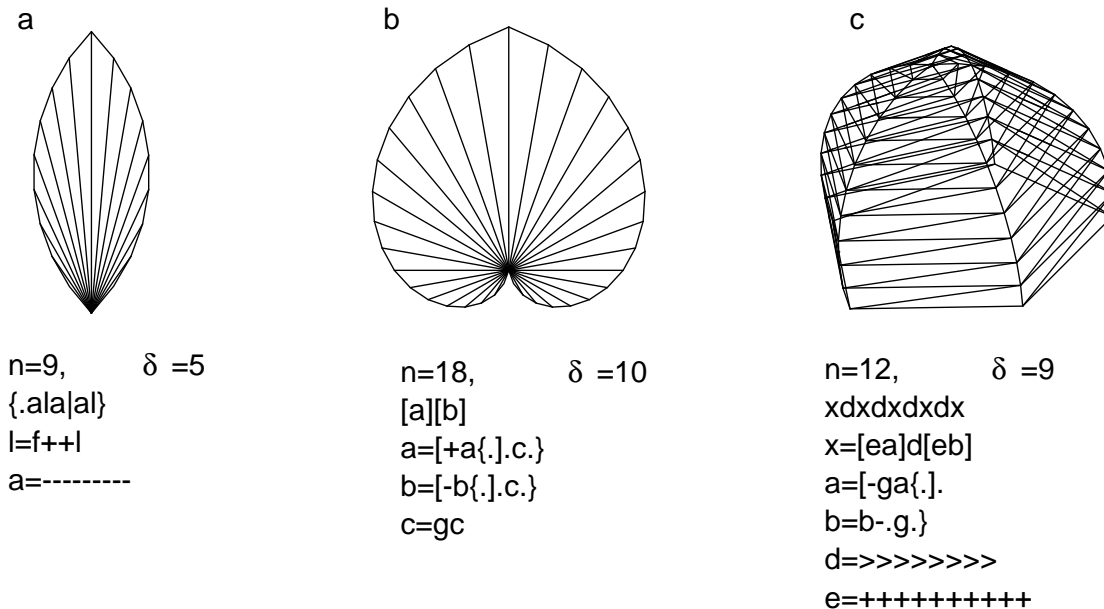 a
n=9, δ =5
{.ala|al}
l=f++l
a=---------
b
n=18, δ =10
[a][b]
a=[+a{.].c.}
b=[-b{.].c.}
c=gc
c
n=12, δ =9
xdxdxdxdx
x=[ea]d[eb]
a=[-ga{.].
b=b-.g.}
d=>>>>>>>>
e=++++++++++